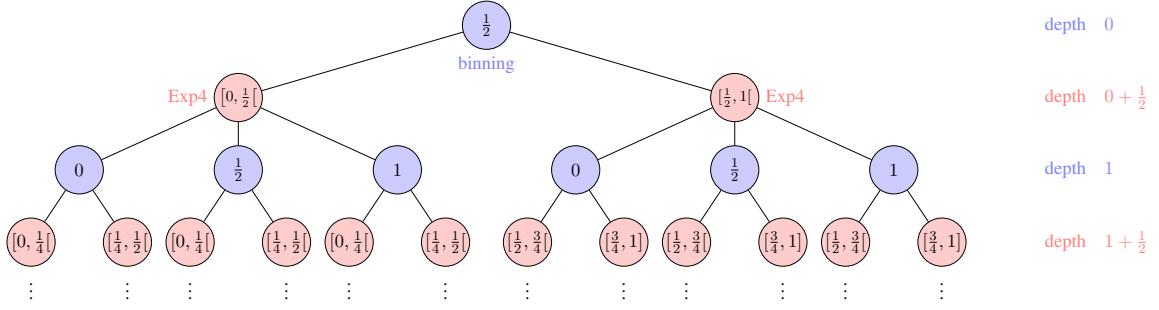 1/2 depth 0
binning
Exp4 [0, 1/2[ [1/2, 1[ Exp4 depth 0 + 1/2
0 1/2 1 0 1/2 1 depth 1
[0, 1/4[ [1/4, 1/2[ [0, 1/4[ [1/4, 1/2[ [0, 1/4[ [1/4, 1/2[ [1/2, 3/4[ [3/4, 1] [1/2, 3/4[ [3/4, 1] [1/2, 3/4[ [3/4, 1] depth 1 + 1/2
⋮ ⋮ ⋮ ⋮ ⋮ ⋮ ⋮ ⋮ ⋮ ⋮ ⋮ ⋮